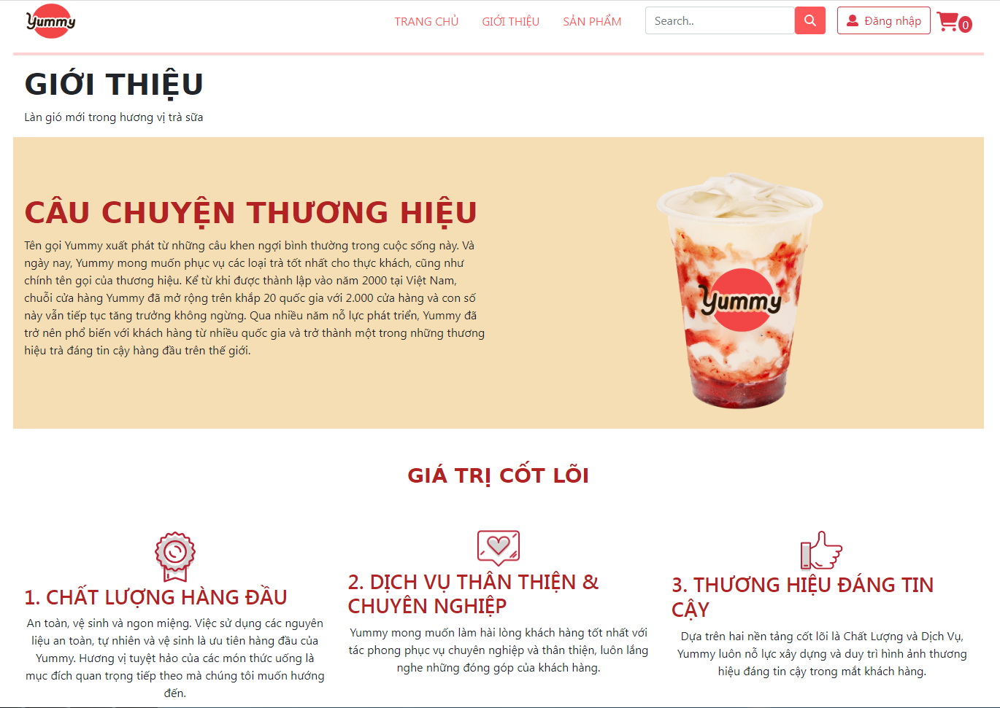 Yummy
TRANG CHỦ
GIỚI THIỆU
SẢN PHẨM
Search..
Đăng nhập
0
GIỚI THIỆU
Làn gió mới trong hương vị trà sữa
CÂU CHUYỆN THƯƠNG HIỆU
Tên gọi Yummy xuất phát từ những câu khen ngợi bình thường trong cuộc sống này. Và
ngày nay, Yummy mong muốn phục vụ các loại trà tốt nhất cho thực khách, cũng như
chính tên gọi của thương hiệu. Kể từ khi được thành lập vào năm 2000 tại Việt Nam,
chuỗi cửa hàng Yummy đã mở rộng trên khắp 20 quốc gia với 2.000 cửa hàng và con số
này vẫn tiếp tục tăng trưởng không ngừng. Qua nhiều năm nỗ lực phát triển, Yummy đã
trở nên phổ biến với khách hàng từ nhiều quốc gia và trở thành một trong những thương
hiệu trà đáng tin cậy hàng đầu trên thế giới.
Yummy
GIÁ TRỊ CỐT LÕI
1. CHẤT LƯỢNG HÀNG ĐẦU
An toàn, vệ sinh và ngon miệng. Việc sử dụng các nguyên
liệu an toàn, tự nhiên và vệ sinh là ưu tiên hàng đầu của
Yummy. Hương vị tuyệt hảo của các món thức uống là
mục đích quan trọng tiếp theo mà chúng tôi muốn hướng
đến.
2. DỊCH VỤ THÂN THIỆN &
CHUYÊN NGHIỆP
Yummy mong muốn làm hài lòng khách hàng tốt nhất với
tác phong phục vụ chuyên nghiệp và thân thiện, luôn lắng
nghe những đóng góp của khách hàng.
3. THƯƠNG HIỆU ĐÁNG TIN
CẬY
Dựa trên hai nền tảng cốt lõi là Chất Lượng và Dịch Vụ,
Yummy luôn nỗ lực xây dựng và duy trì hình ảnh thương
hiệu đáng tin cậy trong mắt khách hàng.